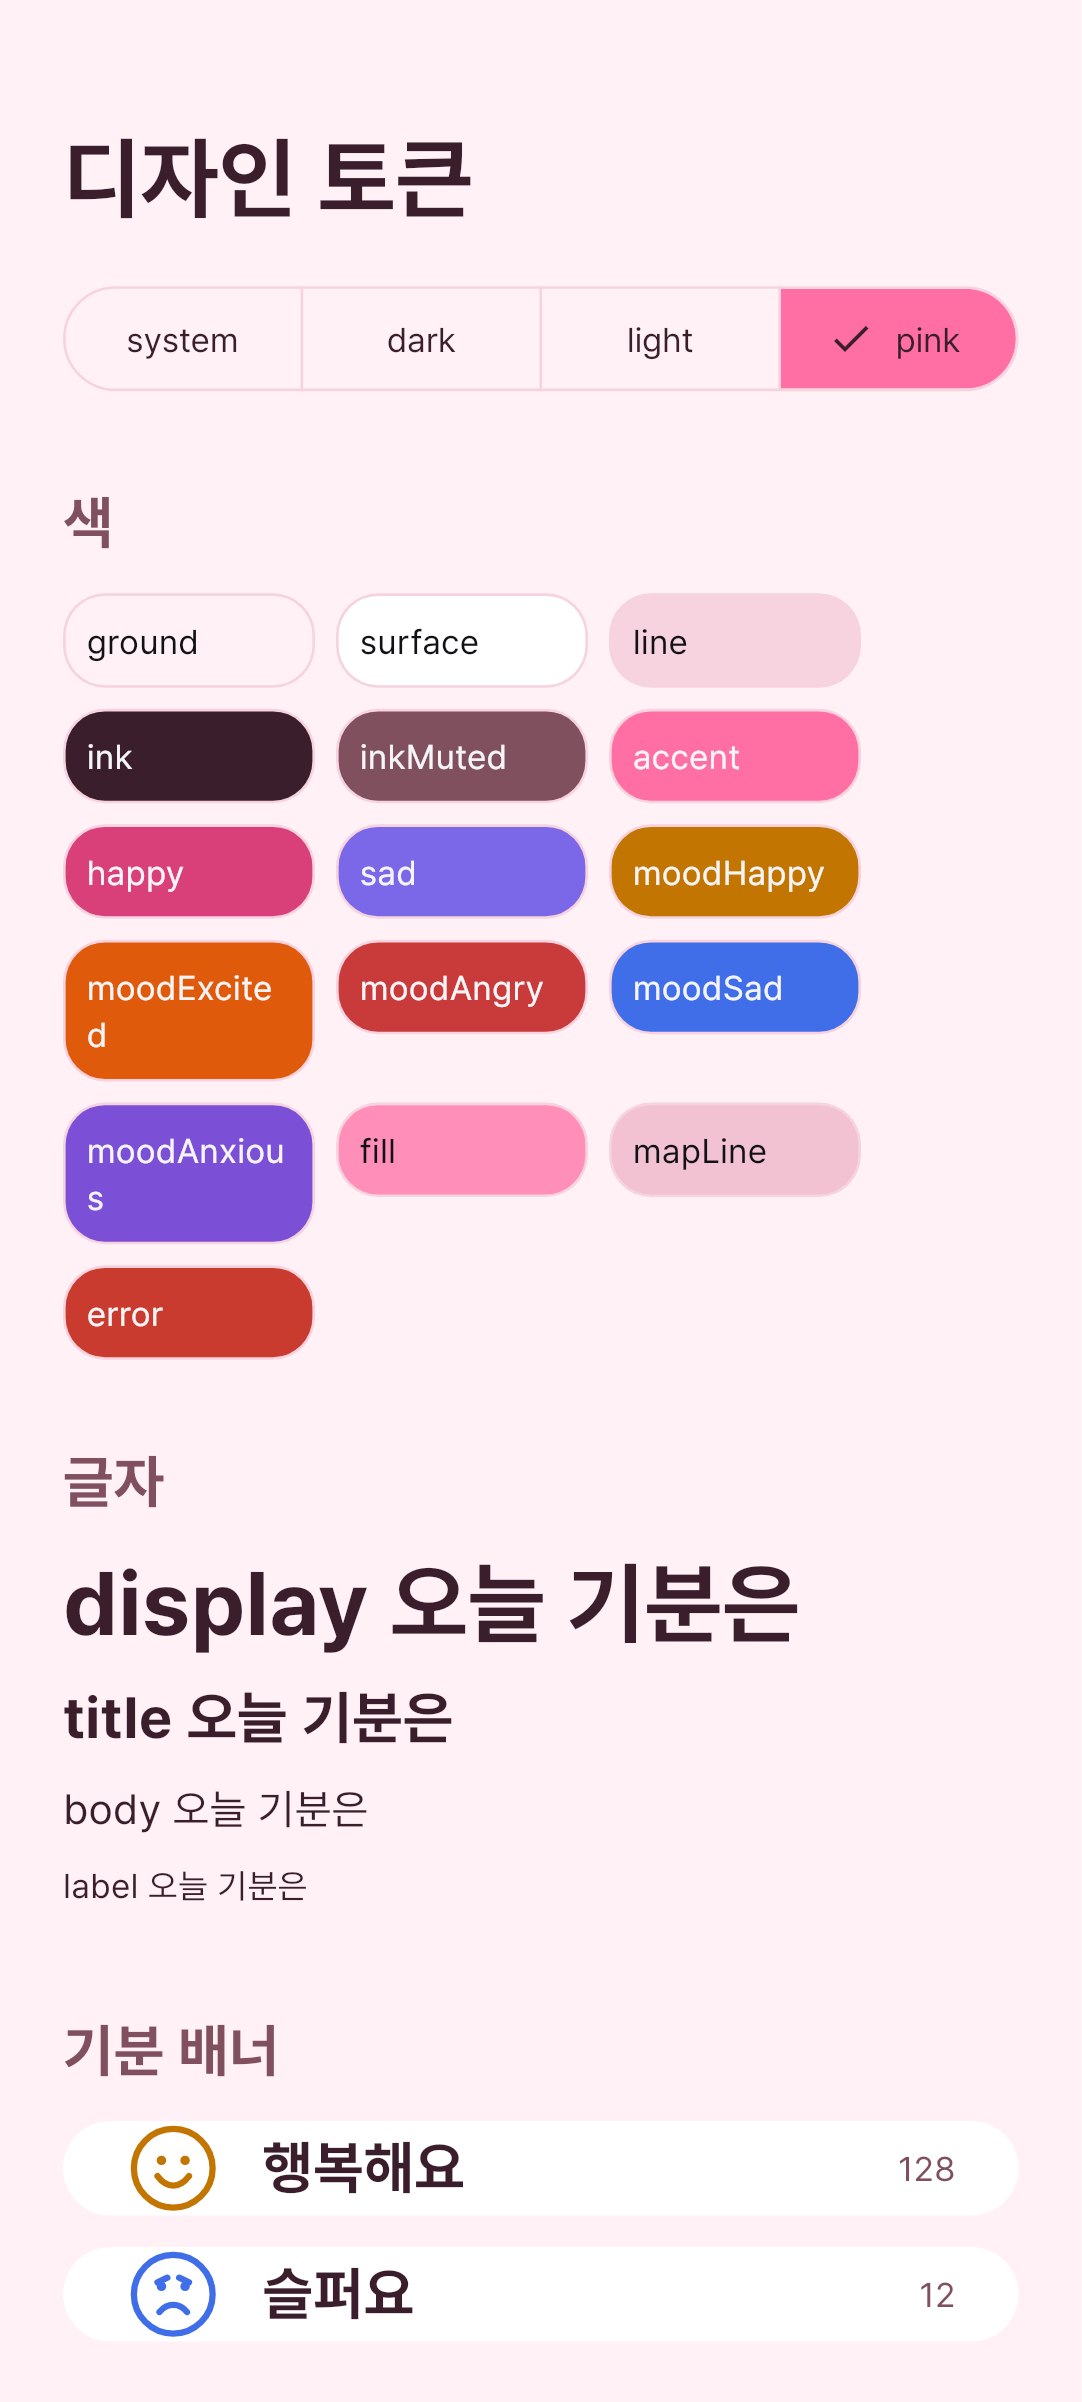 디자인 토큰
system dark light pink
색
ground surface line
ink inkMuted accent
happy sad moodHappy
moodExcite
d
moodAngry moodSad
moodAnxiou
s
fill mapLine
error
글자
display 오늘 기분은
title 오늘 기분은
body 오늘 기분은
label 오늘 기분은
기분 배너
행복해요 128
슬퍼요 12